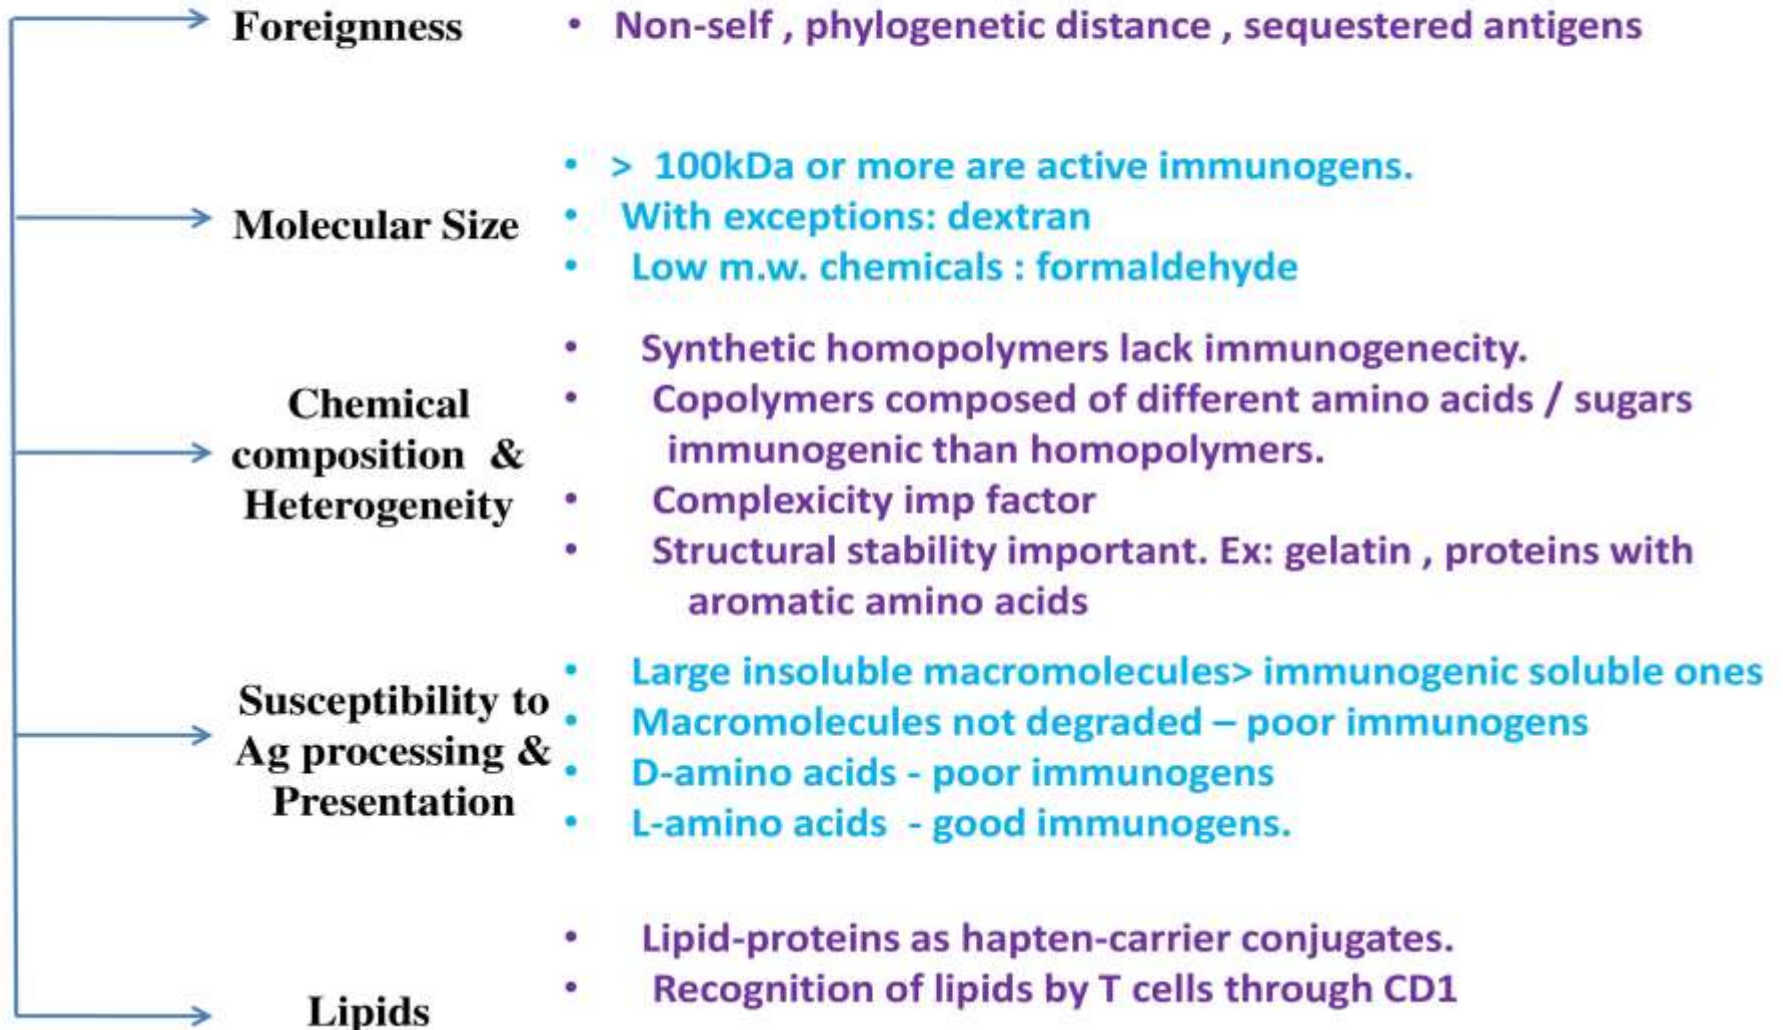 Foreignness
• Non-self , phylogenetic distance , sequestered antigens
Molecular Size
• > 100kDa or more are active immunogens.
• With exceptions: dextran
• Low m.w. chemicals : formaldehyde
Chemical
composition & 
Heterogeneity
• Synthetic homopolymers lack immunogenecity.
• Copolymers composed of different amino acids / sugars
immunogenic than homopolymers.
• Complexicity imp factor
• Structural stability important. Ex: gelatin , proteins with
aromatic amino acids
Susceptibility to
Ag processing &
Presentation
• Large insoluble macromolecules> immunogenic soluble ones
• Macromolecules not degraded – poor immunogens
• D-amino acids - poor immunogens
• L-amino acids - good immunogens.
Lipids
• Lipid-proteins as hapten-carrier conjugates.
• Recognition of lipids by T cells through CD1